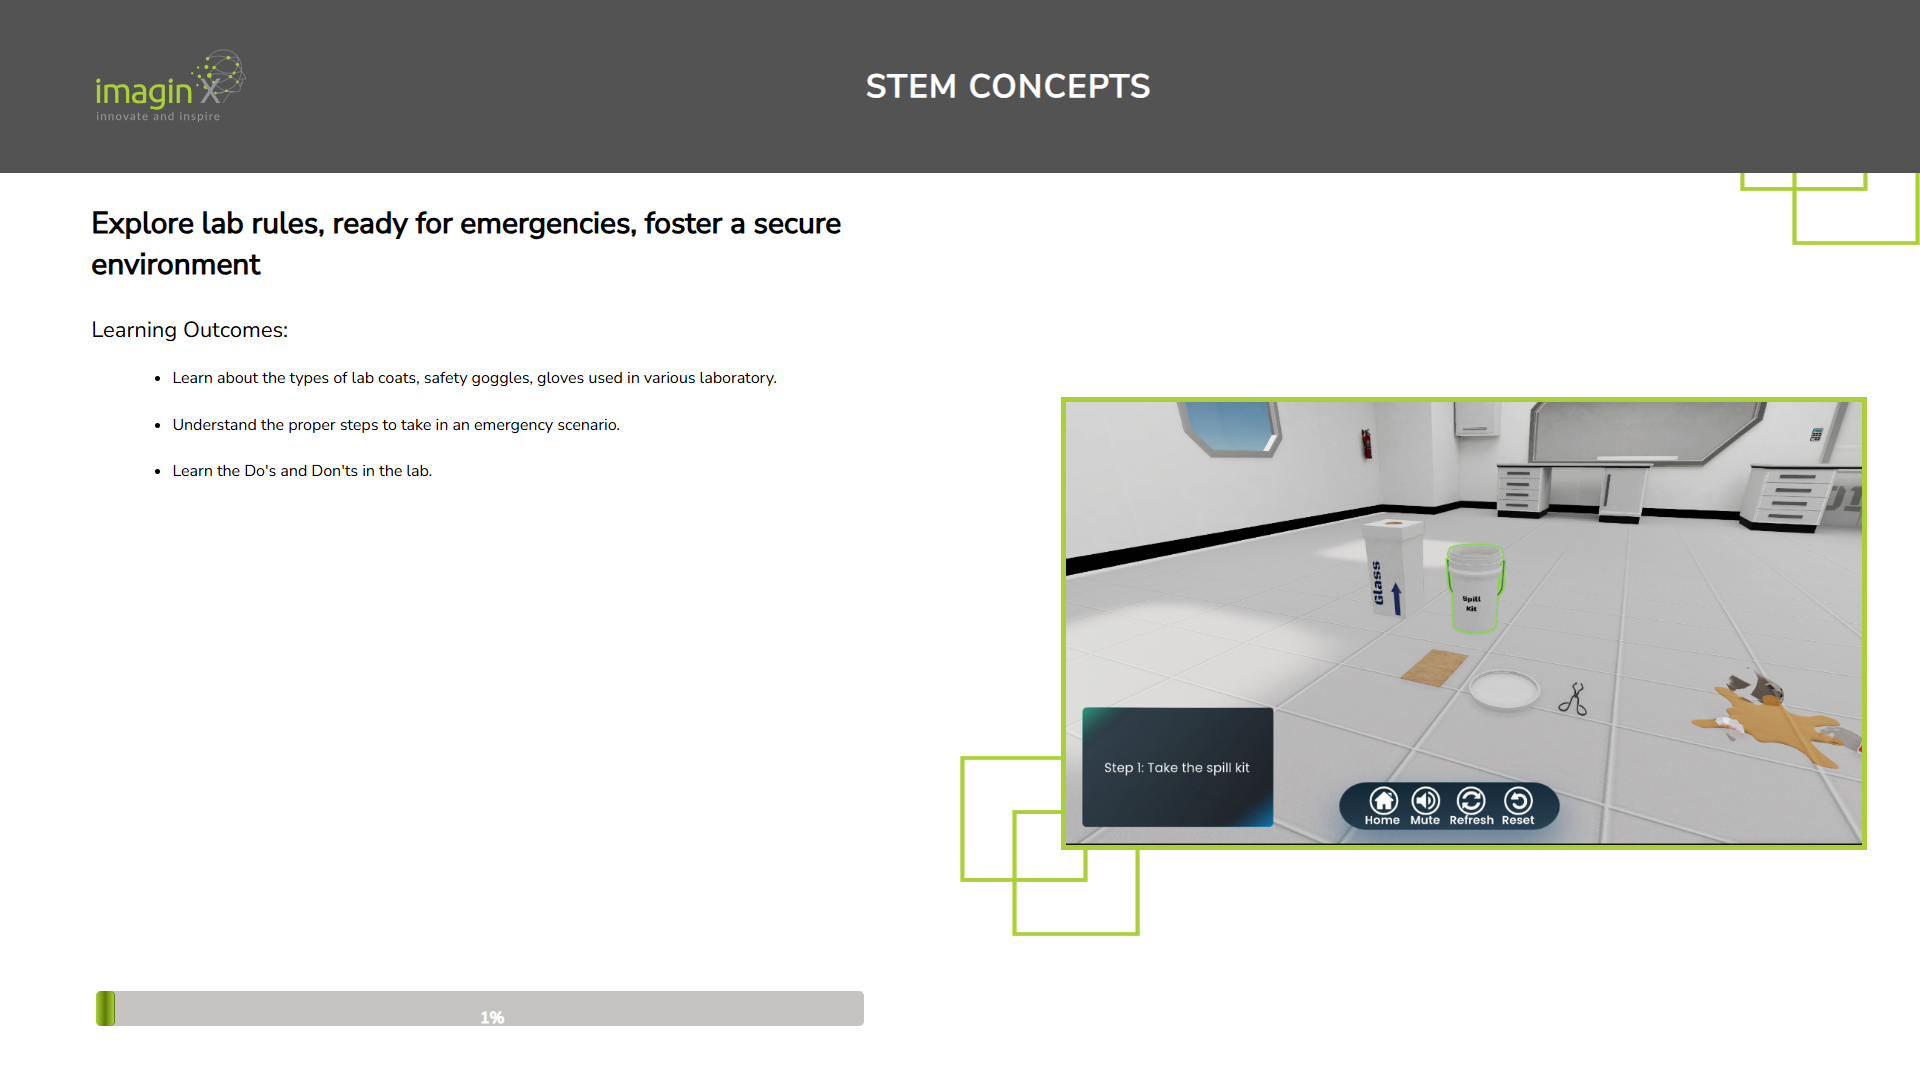 imagin X
innovate and inspire
STEM CONCEPTS
Explore lab rules, ready for emergencies, foster a secure
environment
Learning Outcomes:
• Learn about the types of lab coats, safety goggles, gloves used in various laboratory.
• Understand the proper steps to take in an emergency scenario.
• Learn the Do's and Don'ts in the lab.
Glass
Spill
Kit
01
Step 1: Take the spill kit
Home Mute Refresh Reset
1%